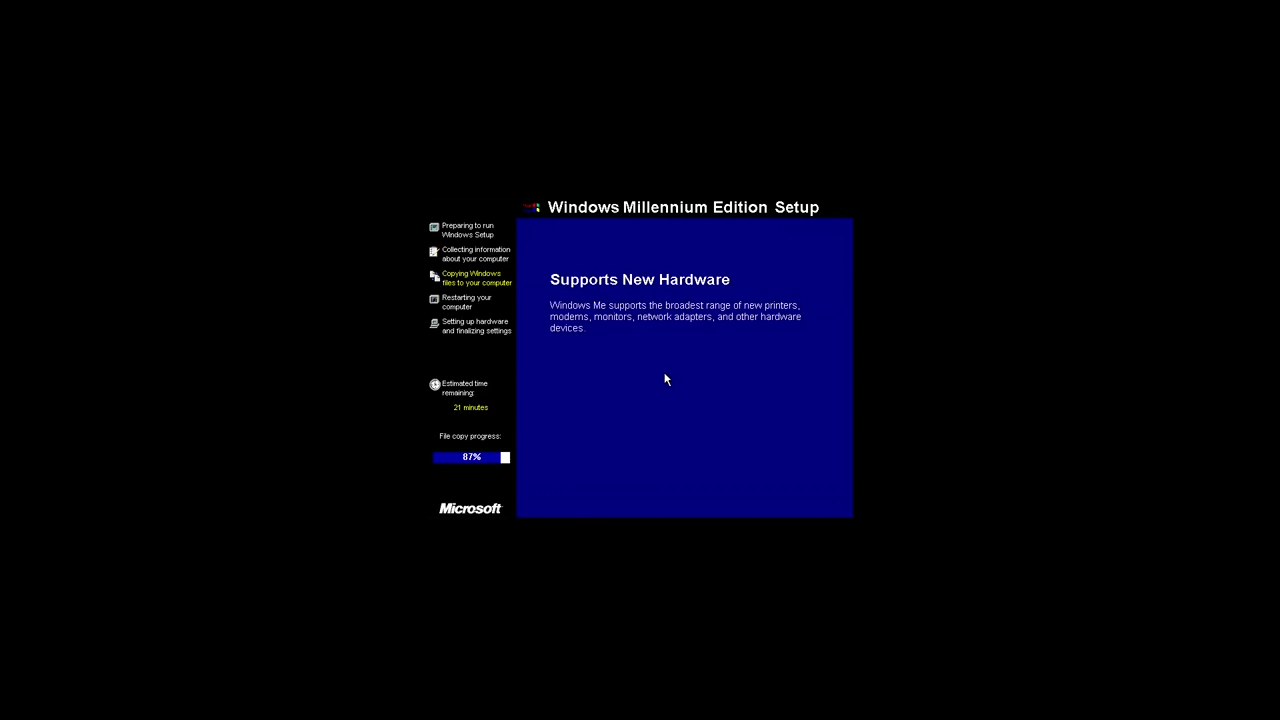 Windows Millennium Edition Setup
Preparing to run
Windows Setup
Collecting information
about your computer
Copying Windows
files to your computer
Restarting your
computer
Setting up hardware
and finalizing settings
Estimated time
remaining:
21 minutes
File copy progress:
87%
Microsoft
Supports New Hardware
Windows Me supports the broadest range of new printers,
modems, monitors, network adapters, and other hardware
devices.